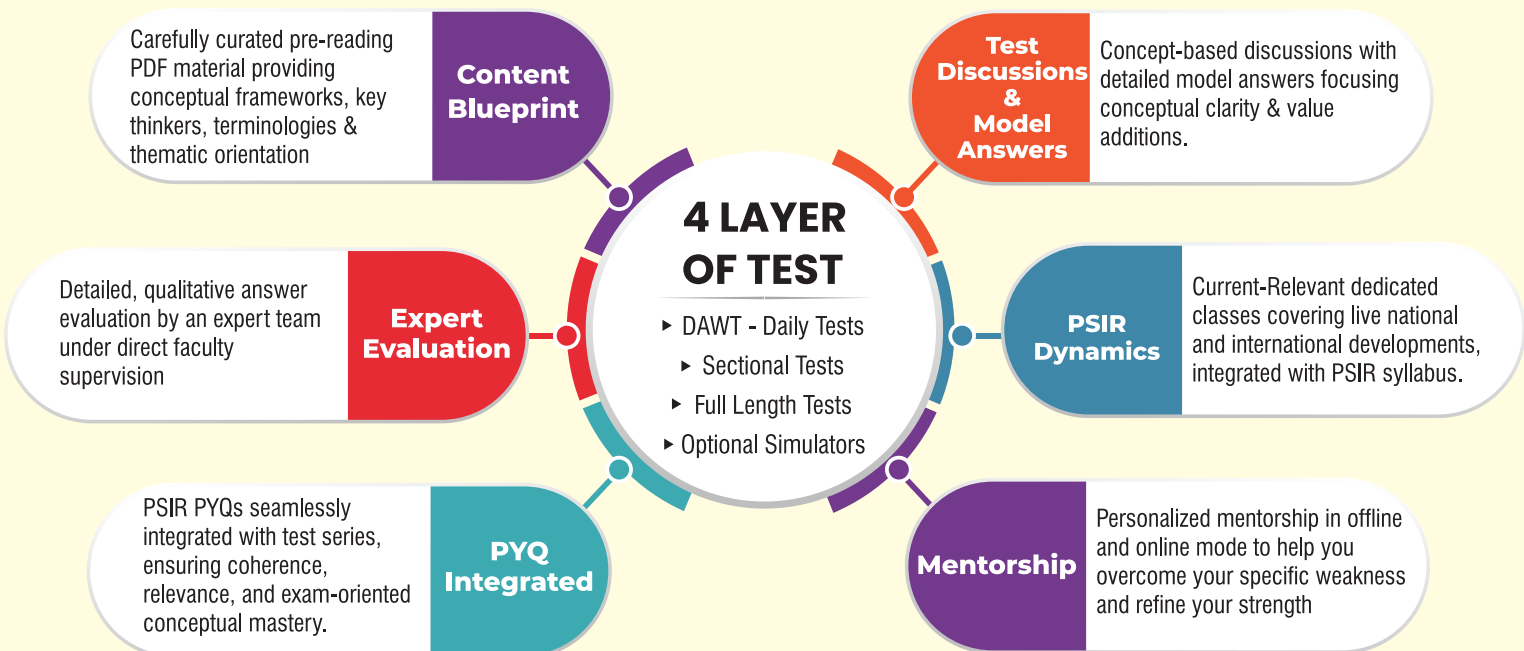 Carefully curated pre-reading
PDF material providing
conceptual frameworks, key
thinkers, terminologies &
thematic orientation
Content
Blueprint
Detailed, qualitative answer
evaluation by an expert team
under direct faculty
supervision
Expert
Evaluation
PSIR PYQs seamlessly
integrated with test series,
ensuring coherence,
relevance, and exam-oriented
conceptual mastery.
PYQ
Integrated
4 LAYER
OF TEST
▸ DAWT - Daily Tests
▸ Sectional Tests
▸ Full Length Tests
▸ Optional Simulators
Test
Discussions
&
Model
Answers
Concept-based discussions with
detailed model answers focusing
conceptual clarity & value
additions.
PSIR
Dynamics
Current-Relevant dedicated
classes covering live national
and international developments,
integrated with PSIR syllabus.
Mentorship
Personalized mentorship in offline
and online mode to help you
overcome your specific weakness
and refine your strength